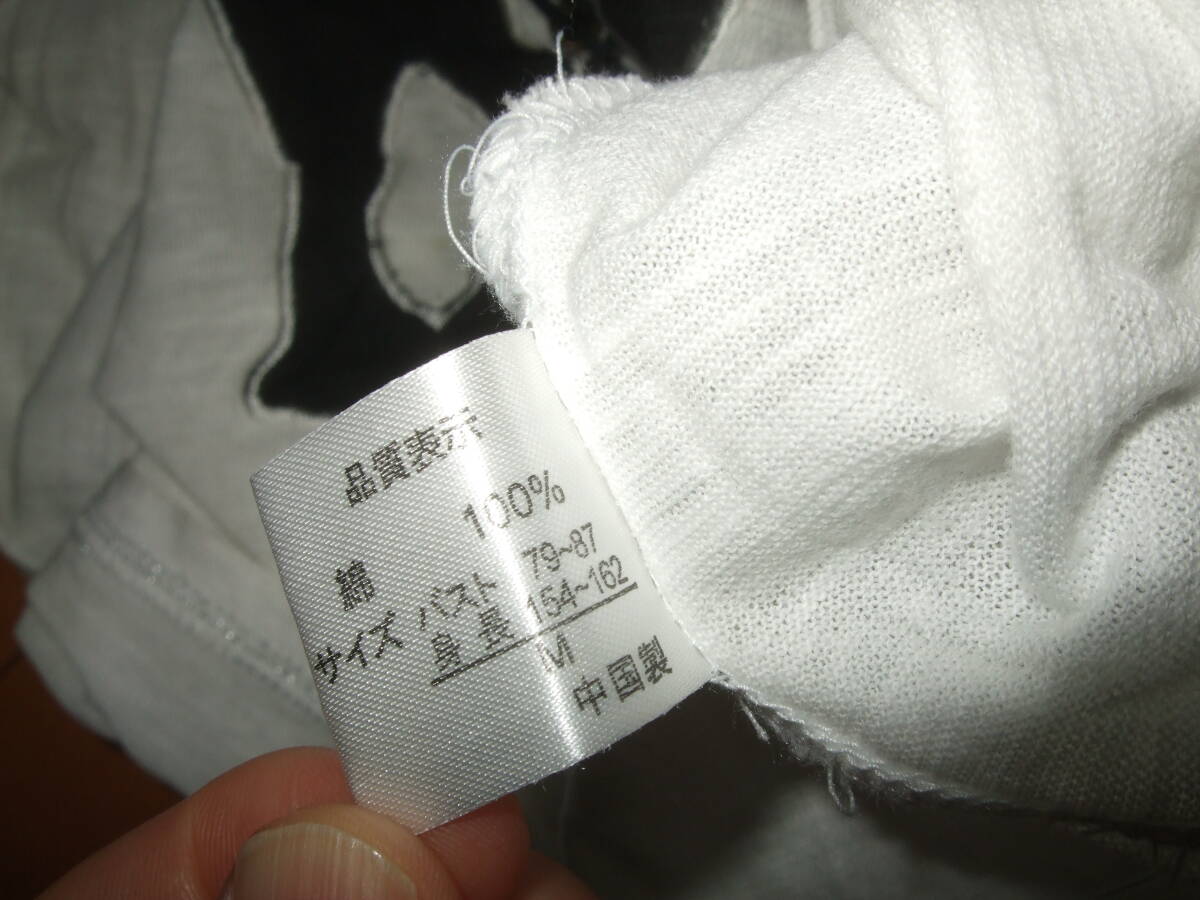 品質表示
綿 100%
サイズ バスト 79~87
身長 154~162
M
中国製